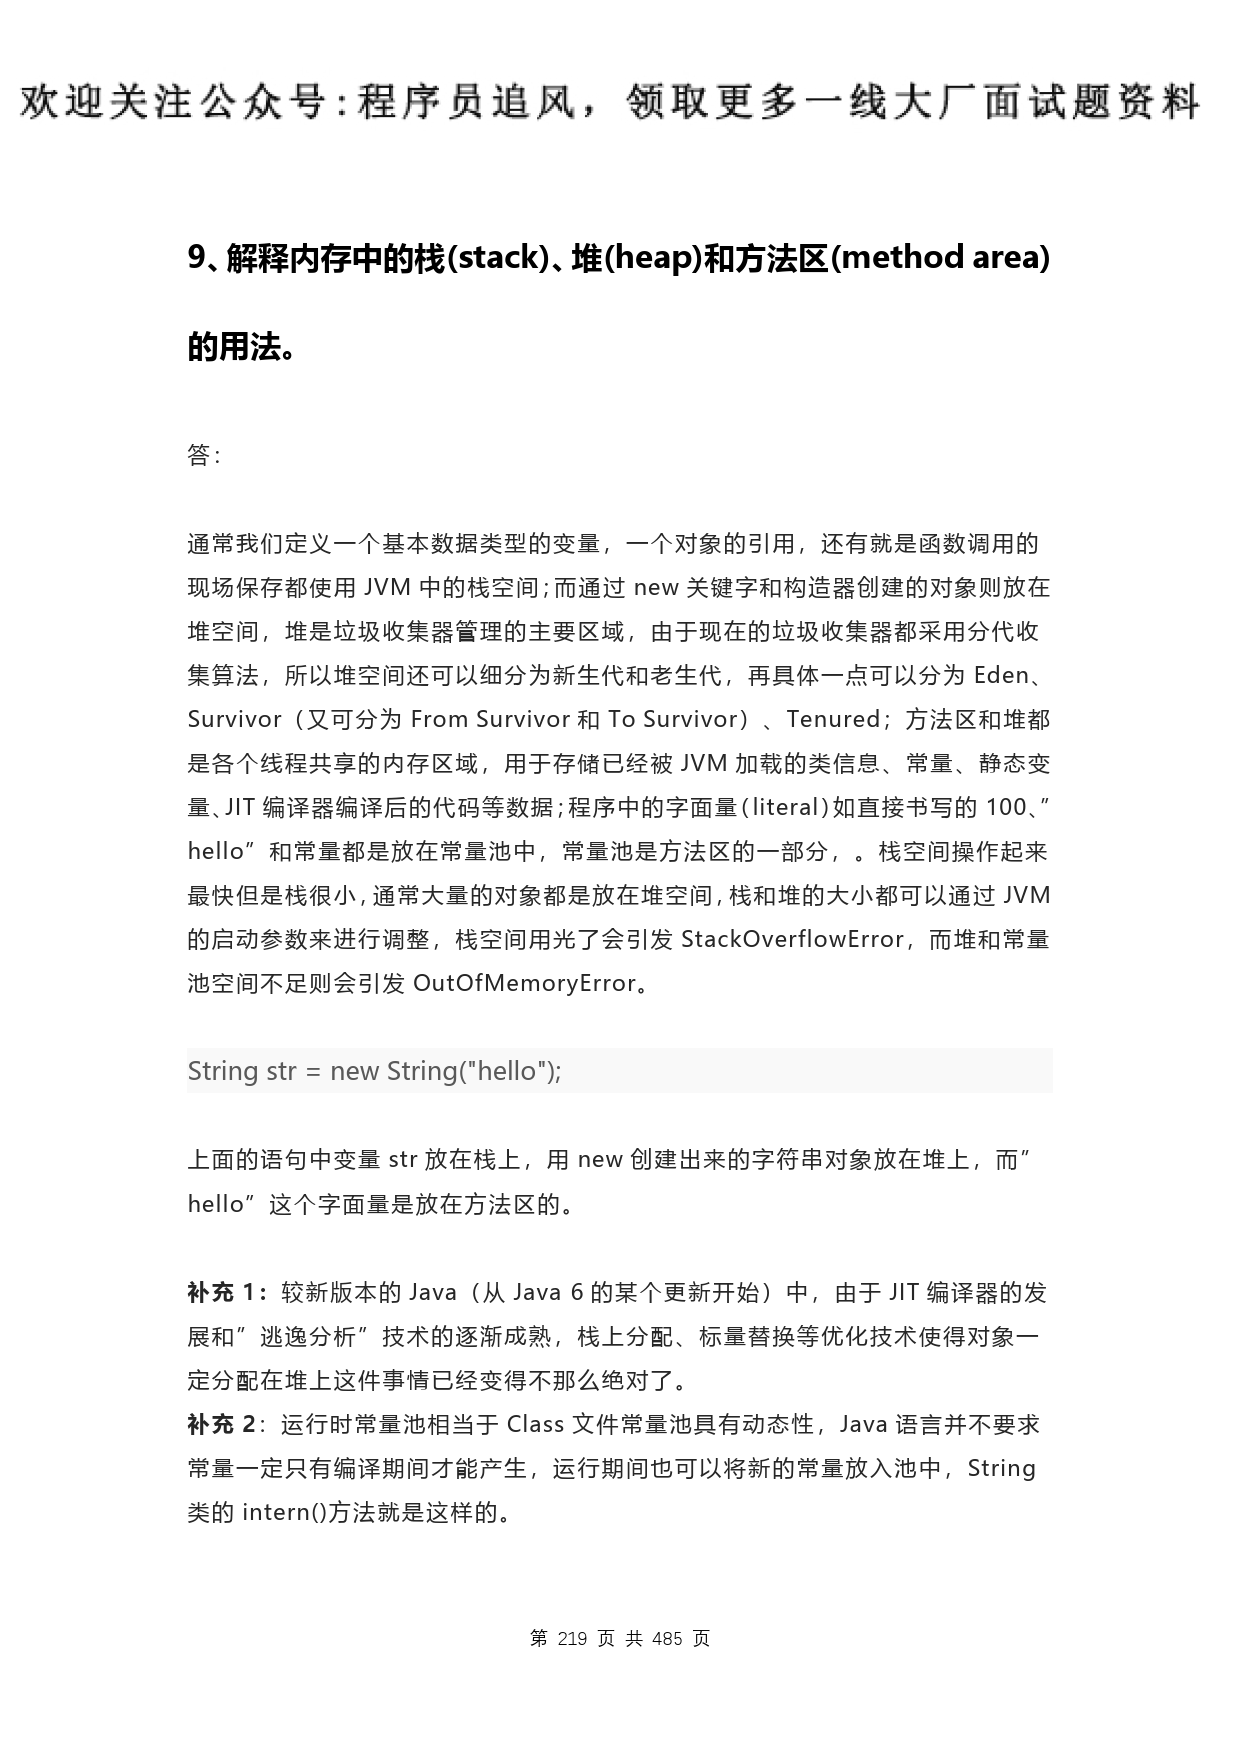 欢迎关注公众号:程序员追风，领取更多一线大厂面试题资料
9、解释内存中的栈(stack)、堆(heap)和方法区(method area)
的用法。
答：
通常我们定义一个基本数据类型的变量，一个对象的引用，还有就是函数调用的
现场保存都使用 JVM 中的栈空间；而通过 new 关键字和构造器创建的对象则放在
堆空间，堆是垃圾收集器管理的主要区域，由于现在的垃圾收集器都采用分代收
集算法，所以堆空间还可以细分为新生代和老生代，再具体一点可以分为 Eden、
Survivor（又可分为 From Survivor 和 To Survivor）、Tenured；方法区和堆都
是各个线程共享的内存区域，用于存储已经被 JVM 加载的类信息、常量、静态变
量、JIT 编译器编译后的代码等数据；程序中的字面量（literal）如直接书写的 100、”
hello”和常量都是放在常量池中，常量池是方法区的一部分，。栈空间操作起来
最快但是栈很小，通常大量的对象都是放在堆空间，栈和堆的大小都可以通过 JVM
的启动参数来进行调整，栈空间用光了会引发 StackOverflowError，而堆和常量
池空间不足则会引发 OutOfMemoryError。
String str = new String("hello");
上面的语句中变量 str 放在栈上，用 new 创建出来的字符串对象放在堆上，而”
hello”这个字面量是放在方法区的。
补充 1：较新版本的 Java（从 Java 6 的某个更新开始）中，由于 JIT 编译器的发
展和”逃逸分析”技术的逐渐成熟，栈上分配、标量替换等优化技术使得对象一
定分配在堆上这件事情已经变得不那么绝对了。
补充 2：运行时常量池相当于 Class 文件常量池具有动态性，Java 语言并不要求
常量一定只有编译期间才能产生，运行期间也可以将新的常量放入池中，String
类的 intern()方法就是这样的。
第 219 页 共 485 页